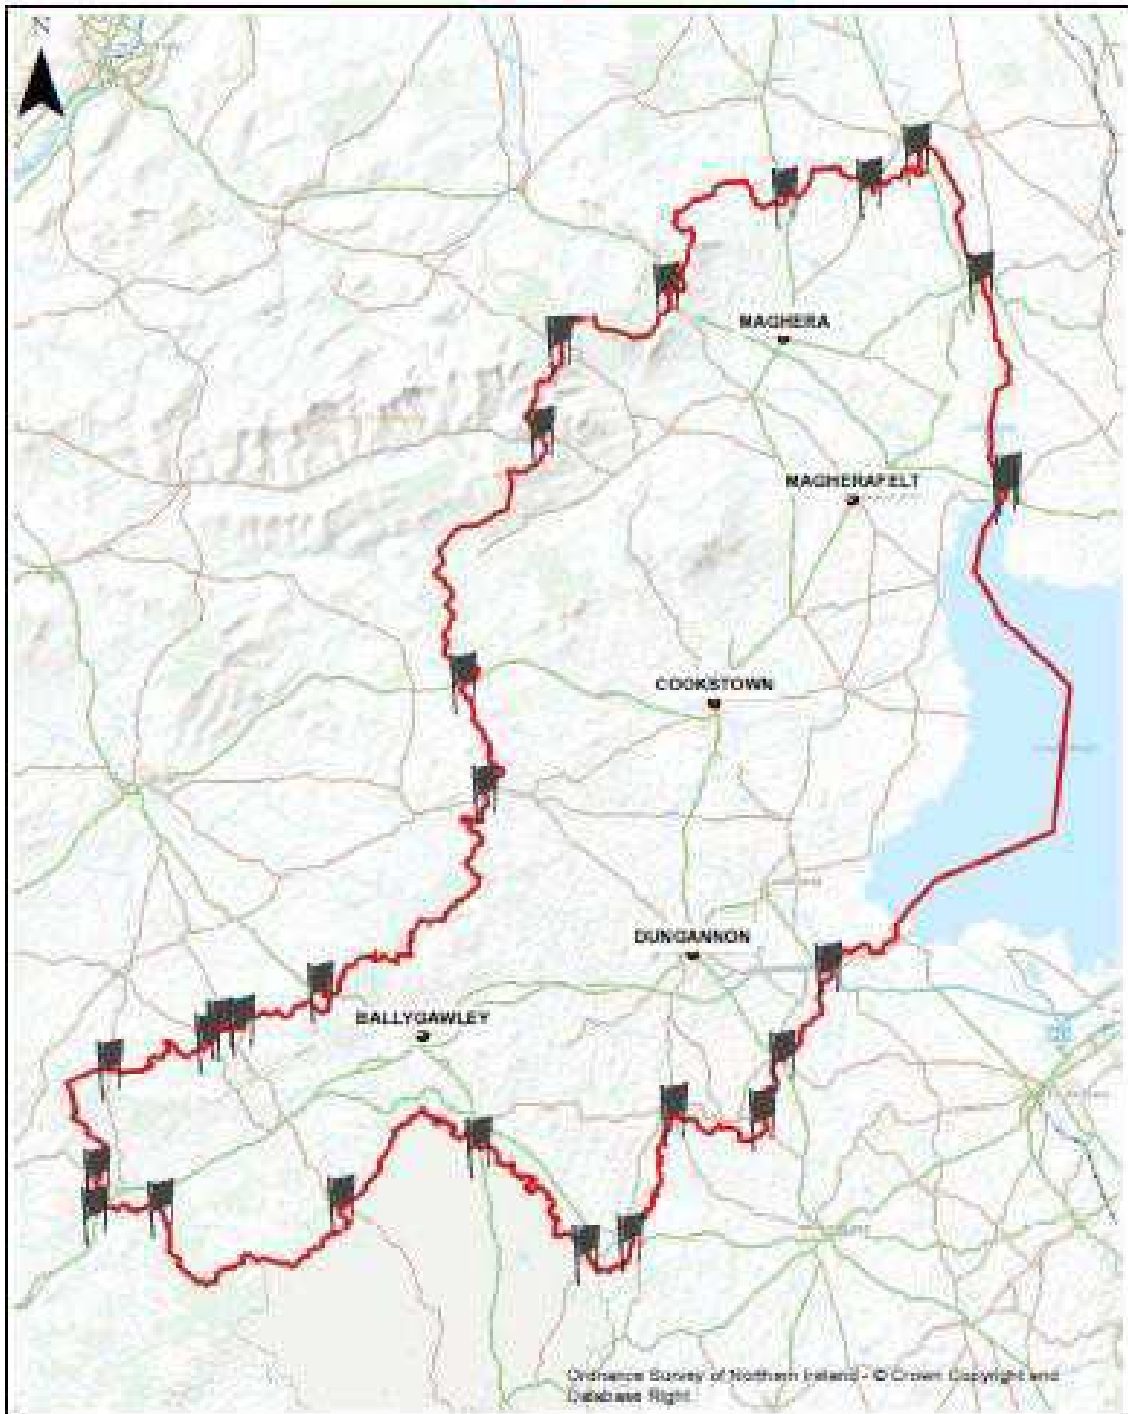 N
MAGHERA
MAGHERAFELT
COOKSTOWN
DUNGANNON
BALLYGAWLEY
Ordnance Survey of Northern Ireland - © Crown Copyright and
Database Right